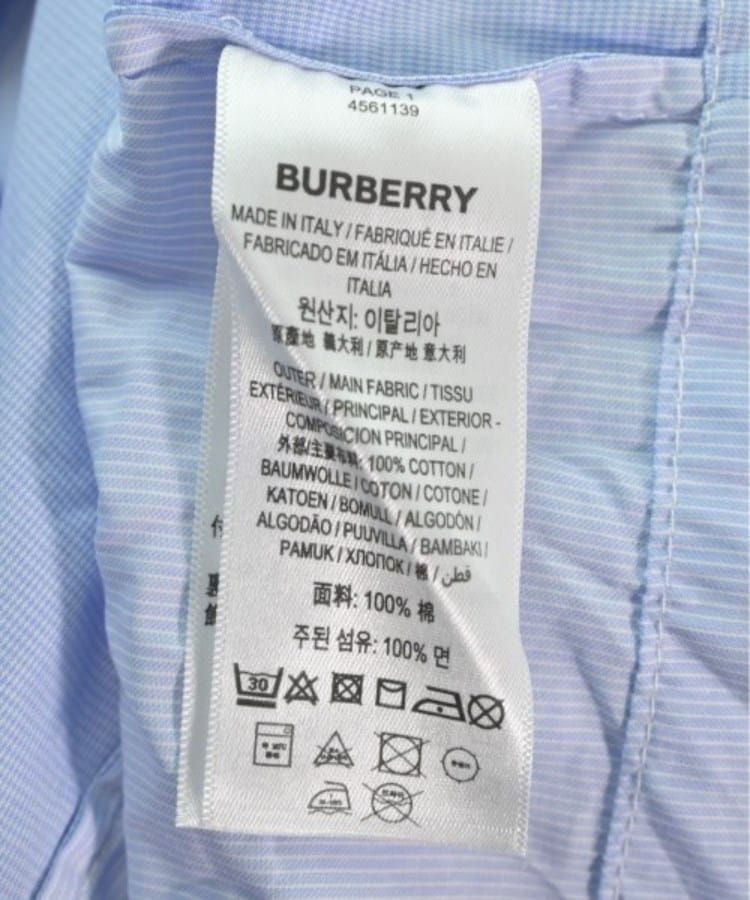 PAGE 1
4561139
BURBERRY
MADE IN ITALY / FABRIQUÉ EN ITALIE /
FABRICADO EM ITÁLIA / HECHO EN
ITALIA
원산지: 이탈리아
原產地 義大利 / 原产地 意大利
OUTER / MAIN FABRIC / TISSU
EXTÉRIEUR / PRINCIPAL / EXTERIOR -
COMPOSICIÓN PRINCIPAL /
外部/主要布料: 100% COTTON /
BAUMWOLLE / COTON / COTONE /
KATOEN / BOMULL / ALGODÓN /
ALGODÃO / PUUVILLA / BAMBAKI /
PAMUK / ХЛОПОК / 棉 / قطن
面料: 100% 棉
주된 섬유: 100% 면
30